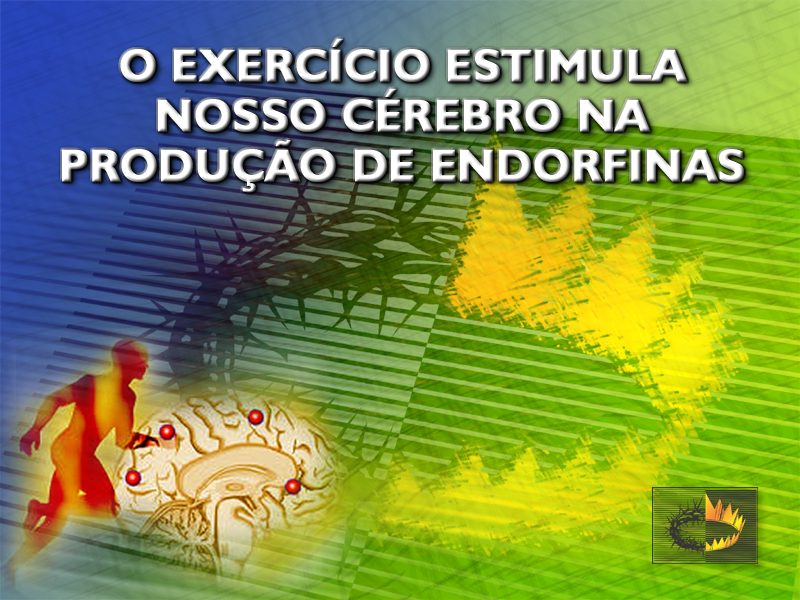 O EXERCÍCIO ESTIMULA
NOSSO CÉREBRO NA
PRODUÇÃO DE ENDORFINAS